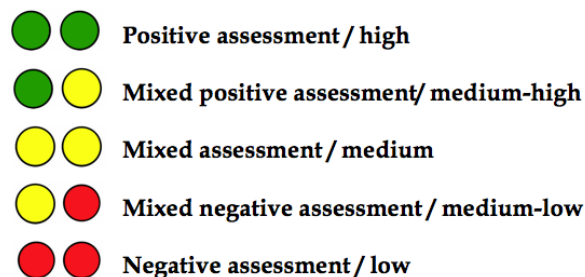 Positive assessment / high
Mixed positive assessment/ medium-high
Mixed assessment / medium
Mixed negative assessment / medium-low
Negative assessment / low